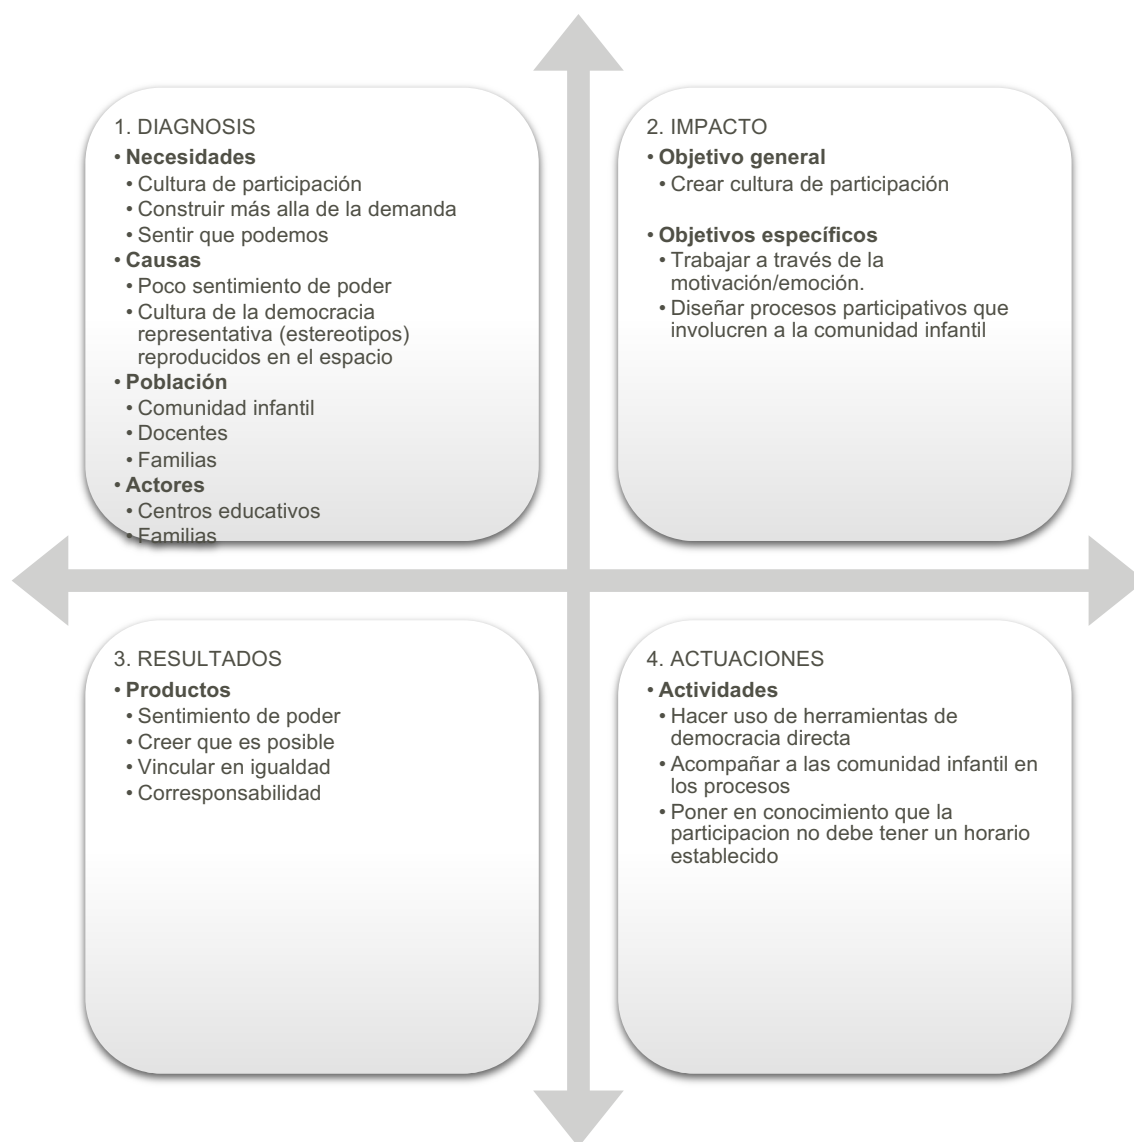 1. DIAGNOSIS
• Necesidades
• Cultura de participación
• Construir más alla de la demanda
• Sentir que podemos
• Causas
• Poco sentimiento de poder
• Cultura de la democracia
representativa (estereotipos)
reproducidos en el espacio
• Población
• Comunidad infantil
• Docentes
• Familias
• Actores
• Centros educativos
• Familias
2. IMPACTO
• Objetivo general
• Crear cultura de participación
• Objetivos específicos
• Trabajar a través de la
motivación/emoción.
• Diseñar procesos participativos que
involucren a la comunidad infantil
3. RESULTADOS
• Productos
• Sentimiento de poder
• Creer que es posible
• Vincular en igualdad
• Corresponsabilidad
4. ACTUACIONES
• Actividades
• Hacer uso de herramientas de
democracia directa
• Acompañar a las comunidad infantil en
los procesos
• Poner en conocimiento que la
participacion no debe tener un horario
establecido